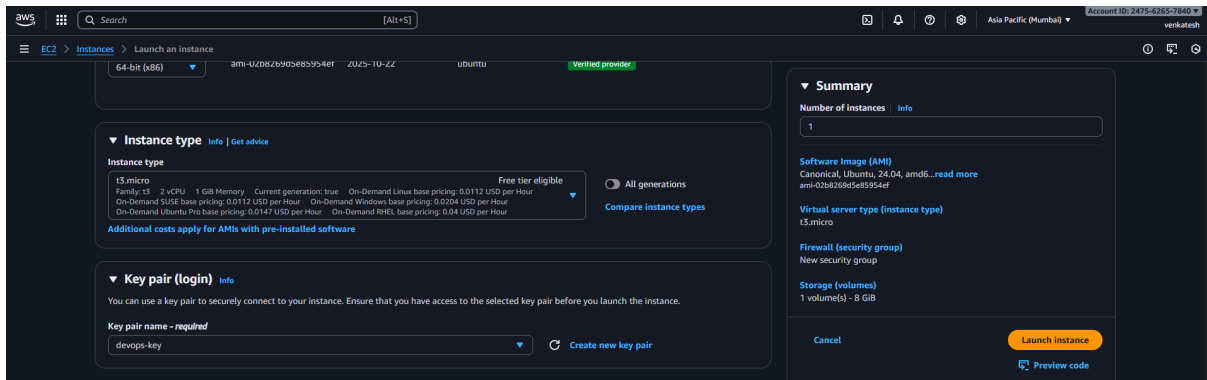 aws
Search [Alt+S]
Asia Pacific (Mumbai)
Account ID: 2475-6265-7840
venkatesh
EC2 > Instances > Launch an instance
64-bit (x86) ami-02b8269d5e85954ef 2025-10-22 ubuntu Verified provider
Instance type Info | Get advice
Instance type
t3.micro Free tier eligible
Family: t3 2 vCPU 1 GiB Memory Current generation: true On-Demand Linux base pricing: 0.0112 USD per Hour
On-Demand SUSE base pricing: 0.0112 USD per Hour On-Demand Windows base pricing: 0.0204 USD per Hour
On-Demand Ubuntu Pro base pricing: 0.0147 USD per Hour On-Demand RHEL base pricing: 0.04 USD per Hour
All generations
Compare instance types
Additional costs apply for AMIs with pre-installed software
Key pair (login) Info
You can use a key pair to securely connect to your instance. Ensure that you have access to the selected key pair before you launch the instance.
Key pair name - required
devops-key
Create new key pair
Summary
Number of instances Info
1
Software Image (AMI)
Canonical, Ubuntu, 24.04, amd6...read more
ami-02b8269d5e85954ef
Virtual server type (instance type)
t3.micro
Firewall (security group)
New security group
Storage (volumes)
1 volume(s) - 8 GiB
Cancel
Launch instance
Preview code